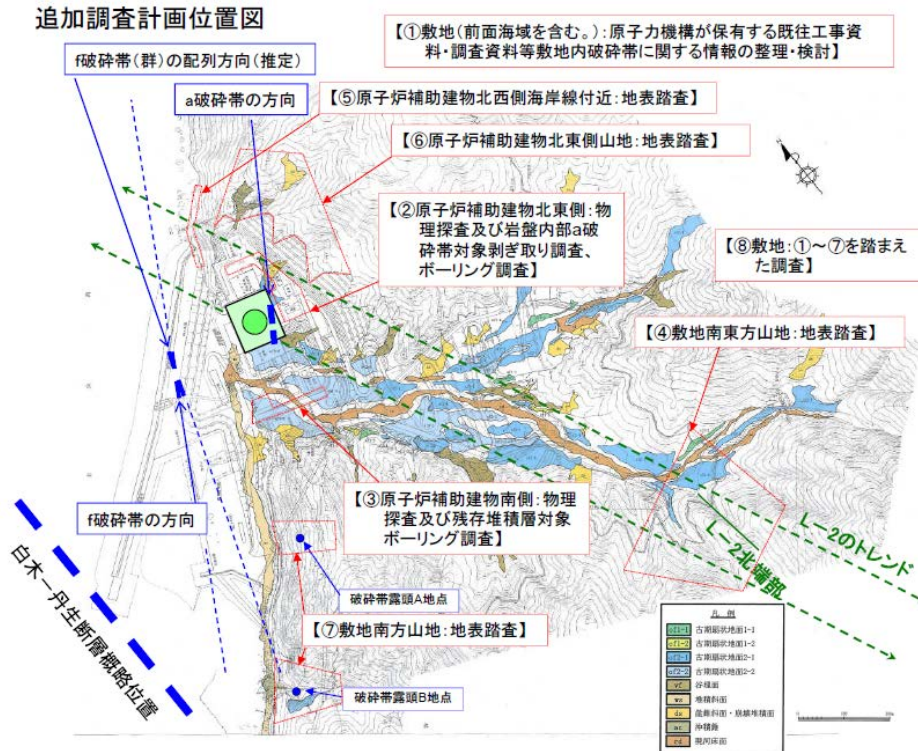 追加調査計画位置図
【①敷地(前面海域を含む。):原子力機構が保有する既往工事資
料・調査資料等敷地内破砕帯に関する情報の整理・検討】
f破砕帯(群)の配列方向(推定)
a破砕帯の方向
【⑤原子炉補助建物北西側海岸線付近:地表踏査】
【⑥原子炉補助建物北東側山地:地表踏査】
【②原子炉補助建物北東側:物
理探査及び岩盤内部a破
砕帯対象剥ぎ取り調査、
ボーリング調査】
【⑧敷地:①~⑦を踏まえ
た調査】
【④敷地南東方山地:地表踏査】
【③原子炉補助建物南側:物理
探査及び残存堆積層対象
ボーリング調査】
f破砕帯の方向
L-2のトレンド
L-2北端部
白木-丹生断層概略位置
破砕帯露頭A地点
【⑦敷地南方山地:地表踏査】
破砕帯露頭B地点
凡例
古期扇状地面1-1
古期扇状地面1-2
古期扇状地面2-1
of2-2 古期扇状地面2-2
vf 谷埋面
堆積斜面
ds 崖錐斜面・崩壊堆積面
沖積錐
rd 現河床面